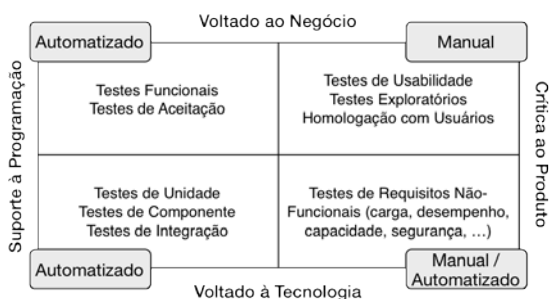 Voltado ao Negócio
Automatizado
Manual
Suporte à Programação
Testes Funcionais
Testes de Aceitação
Testes de Usabilidade
Testes Exploratórios
Homologação com Usuários
Crítica ao Produto
Testes de Unidade
Testes de Componente
Testes de Integração
Testes de Requisitos Não-
Funcionais (carga, desempenho,
capacidade, segurança, ...)
Automatizado
Manual /
Automatizado
Voltado à Tecnologia